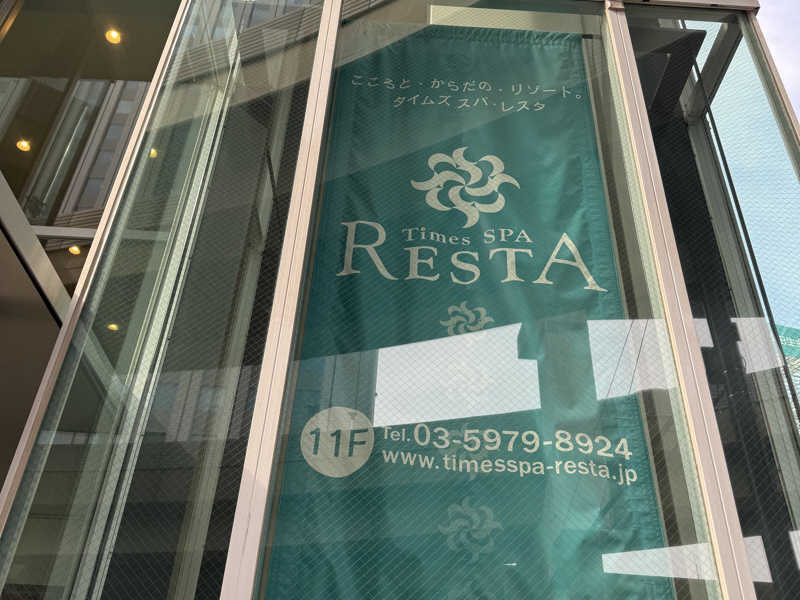 こころと・からだの・リゾート。
タイムズ スパ・レスタ
Times SPA
RESTA
11F
Tel. 03-5979-8924
www.timesspa-resta.jp